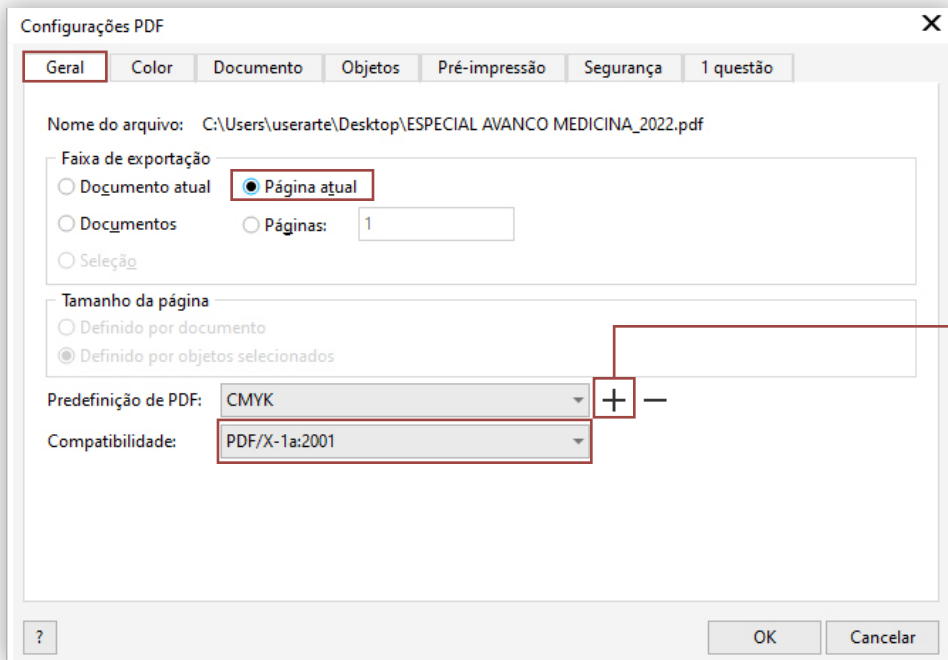 Configurações PDF
Geral Color Documento Objetos Pré-impressão Segurança 1 questão
Nome do arquivo: C:\Users\userarte\Desktop\ESPECIAL AVANCO MEDICINA_2022.pdf
Faixa de exportação
Documento atual Página atual
Documentos Páginas: 1
Seleção
Tamanho da página
Definido por documento
Definido por objetos selecionados
Predefinição de PDF: CMYK
Compatibilidade: PDF/X-1a:2001
? OK Cancelar